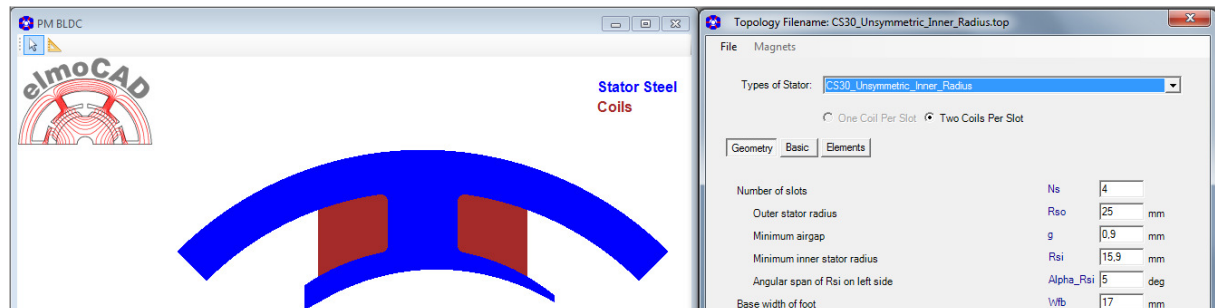 PM BLDC
elmoCAD
Stator Steel
Coils
Topology Filename: CS30_Unsymmetric_Inner_Radius.top
File Magnets
Types of Stator: CS30_Unsymmetric_Inner_Radius
One Coil Per Slot Two Coils Per Slot
Geometry Basic Elements
Number of slots Ns 4
Outer stator radius Rso 25 mm
Minimum airgap g 0,9 mm
Minimum inner stator radius Rsi 15,9 mm
Angular span of Rsi on left side Alpha_Rsi 5 deg
Base width of foot Wfb 17 mm